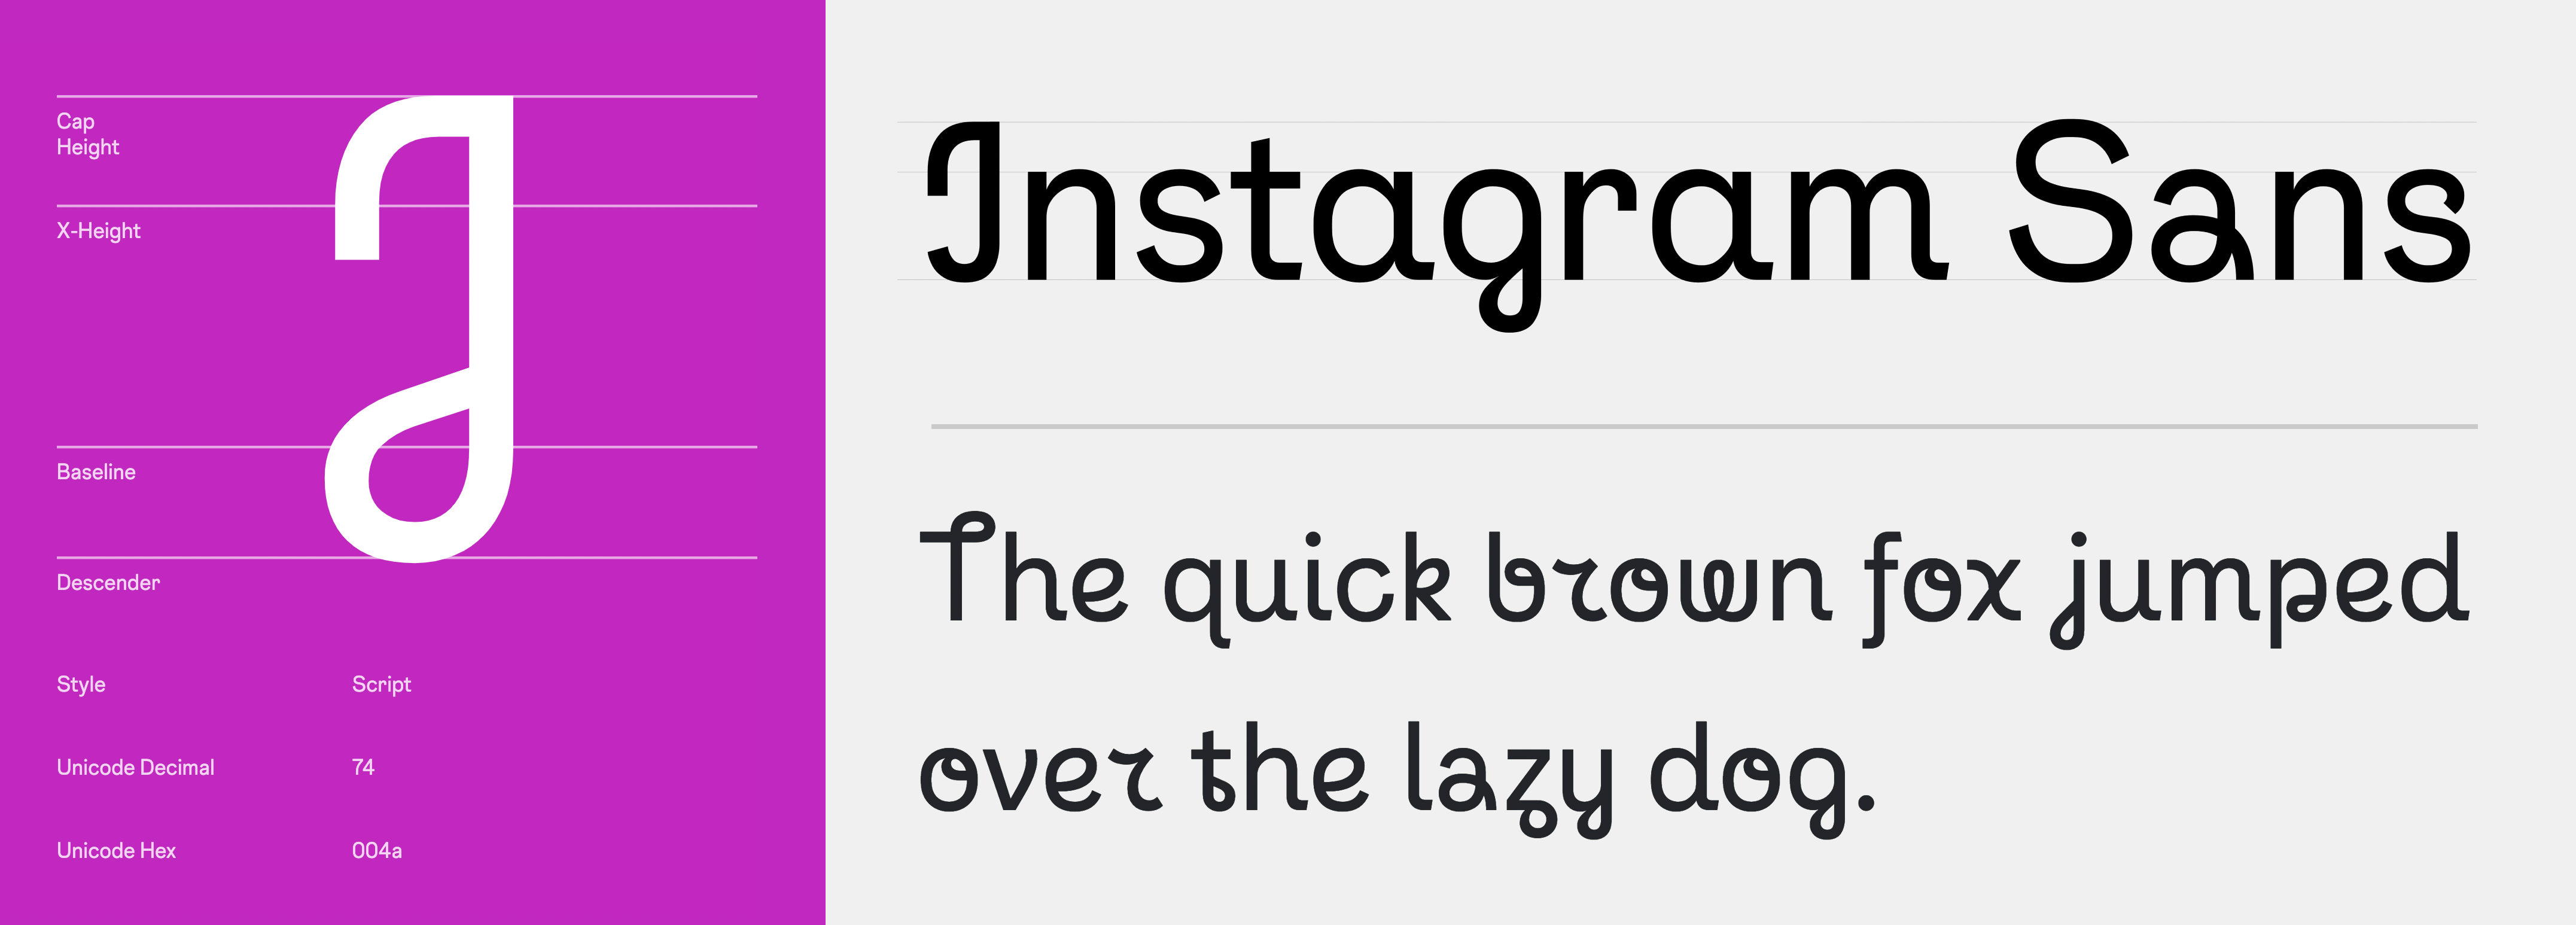 Cap
Height
X-Height
Baseline
Descender
J
Style Script
Unicode Decimal 74
Unicode Hex 004a
Instagram Sans
The quick brown fox jumped
over the lazy dog.